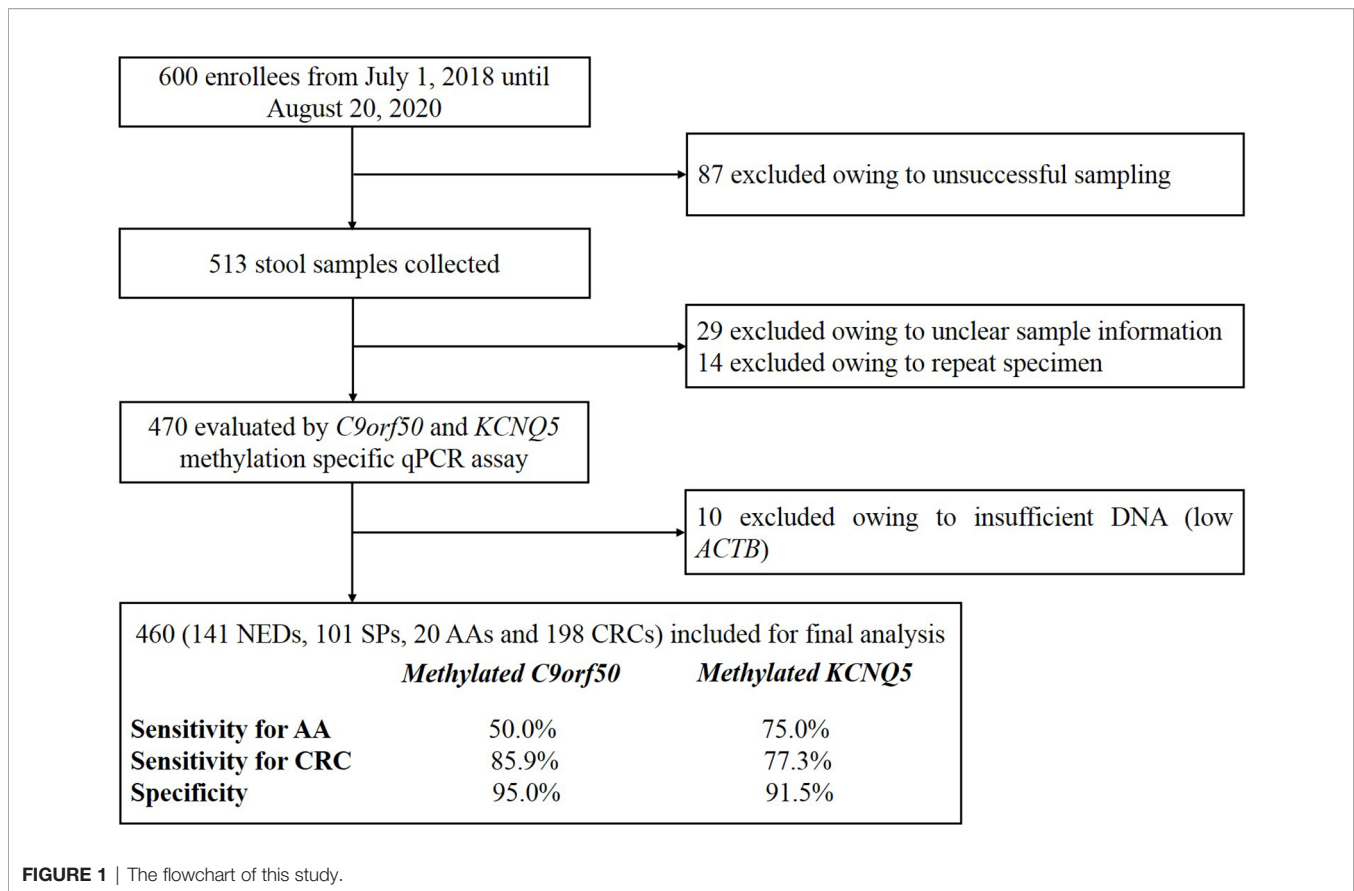 600 enrollees from July 1, 2018 until
August 20, 2020
87 excluded owing to unsuccessful sampling
513 stool samples collected
29 excluded owing to unclear sample information
14 excluded owing to repeat specimen
470 evaluated by C9orf50 and KCNQ5
methylation specific qPCR assay
10 excluded owing to insufficient DNA (low
ACTB)
460 (141 NEDs, 101 SPs, 20 AAs and 198 CRCs) included for final analysis
Methylated C9orf50 Methylated KCNQ5
Sensitivity for AA 50.0% 75.0%
Sensitivity for CRC 85.9% 77.3%
Specificity 95.0% 91.5%
FIGURE 1 | The flowchart of this study.